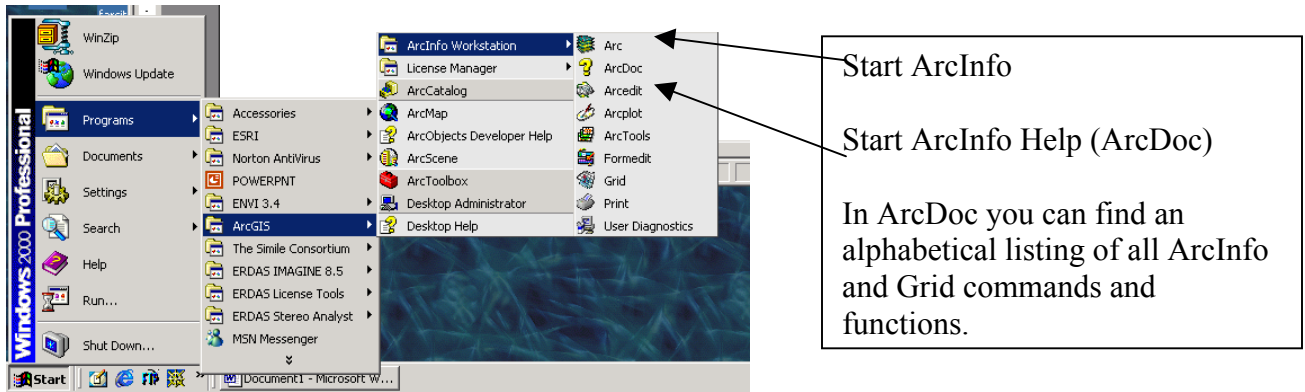 WinZip
Windows Update
Programs
Documents
Settings
Search
Help
Run...
Shut Down...
Windows 2000 Professional
Accessories
ESRI
Norton AntiVirus
POWERPNT
ENVI 3.4
ArcGIS
The Simile Consortium
ERDAS IMAGINE 8.5
ERDAS License Tools
ERDAS Stereo Analyst
MSN Messenger
ArcInfo Workstation
License Manager
ArcCatalog
ArcMap
ArcObjects Developer Help
ArcScene
ArcToolbox
Desktop Administrator
Desktop Help
Arc
ArcDoc
Arcedit
Arcplot
ArcTools
Formedit
Grid
Print
User Diagnostics
Start
Document1 - Microsoft W...
Start ArcInfo
Start ArcInfo Help (ArcDoc)
In ArcDoc you can find an
alphabetical listing of all ArcInfo
and Grid commands and
functions.